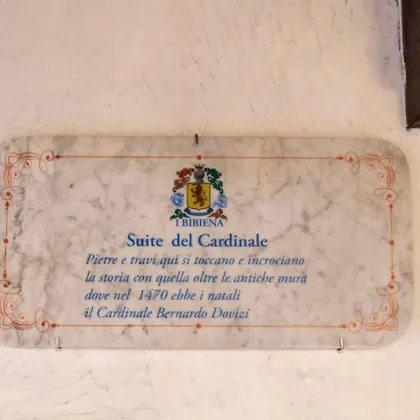 I BIBIENA
Suite del Cardinale
Pietre e travi qui si toccano e incrociano
la storia con quella oltre le antiche mura
dove nel 1470 ebbe i natali
il Cardinale Bernardo Dovizi